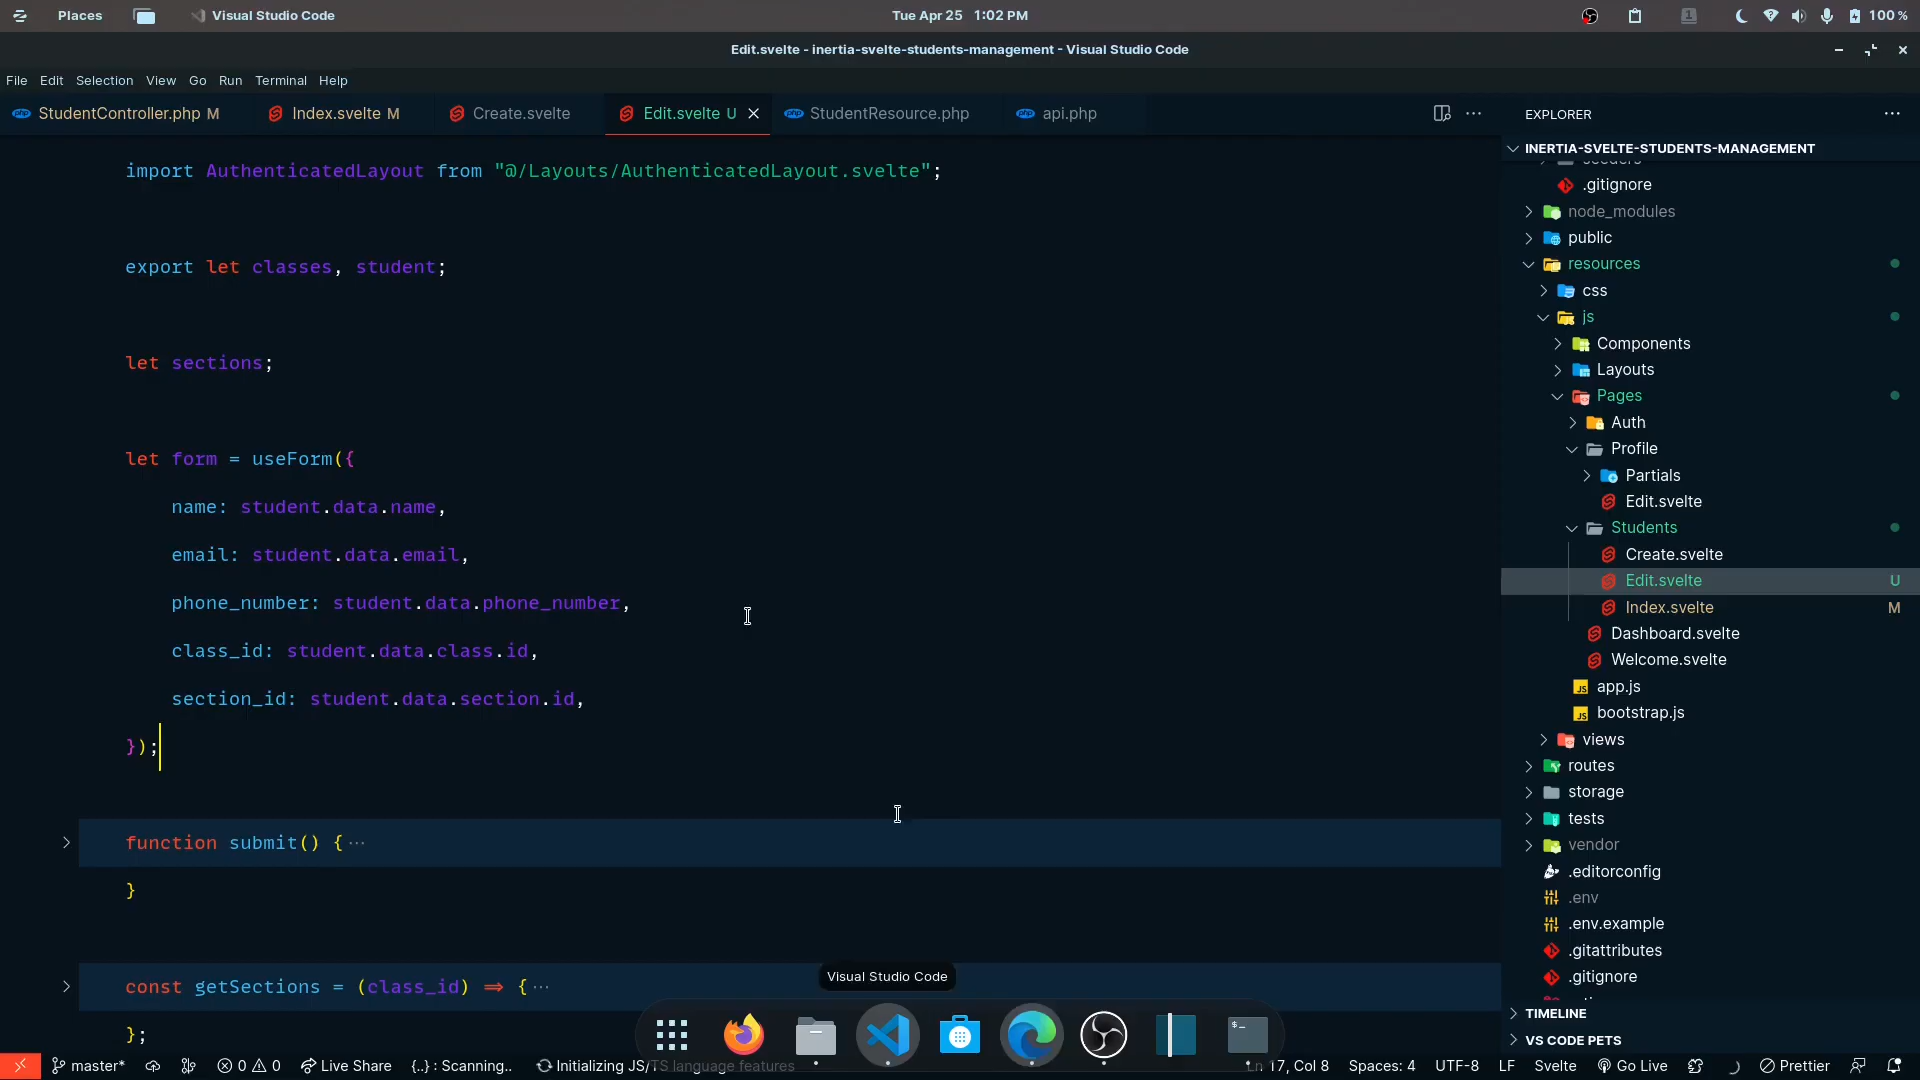 Places
Visual Studio Code
Tue Apr 25 1:02 PM
1
100 %
Edit.svelte - inertia-svelte-students-management - Visual Studio Code
File Edit Selection View Go Run Terminal Help
StudentController.php M
Index.svelte M
Create.svelte
Edit.svelte U
StudentResource.php
api.php
import AuthenticatedLayout from "@/Layouts/AuthenticatedLayout.svelte";
export let classes, student;
let sections;
let form = useForm({
name: student.data.name,
email: student.data.email,
phone_number: student.data.phone_number,
class_id: student.data.class.id,
section_id: student.data.section.id,
});
function submit() {···
}
const getSections = (class_id) ⇒ {···
};
Visual Studio Code
EXPLORER
INERTIA-SVELTE-STUDENTS-MANAGEMENT
seeders
.gitignore
node_modules
public
resources
css
js
Components
Layouts
Pages
Auth
Profile
Partials
Edit.svelte
Students
Create.svelte
Edit.svelte U
Index.svelte M
Dashboard.svelte
Welcome.svelte
app.js
bootstrap.js
views
routes
storage
tests
vendor
.editorconfig
.env
.env.example
.gitattributes
.gitignore
TIMELINE
VS CODE PETS
master*
0 0
Live Share
{..} : Scanning..
Initializing JS/TS language features
Ln 17, Col 8
Spaces: 4
UTF-8
LF
Svelte
Go Live
Prettier